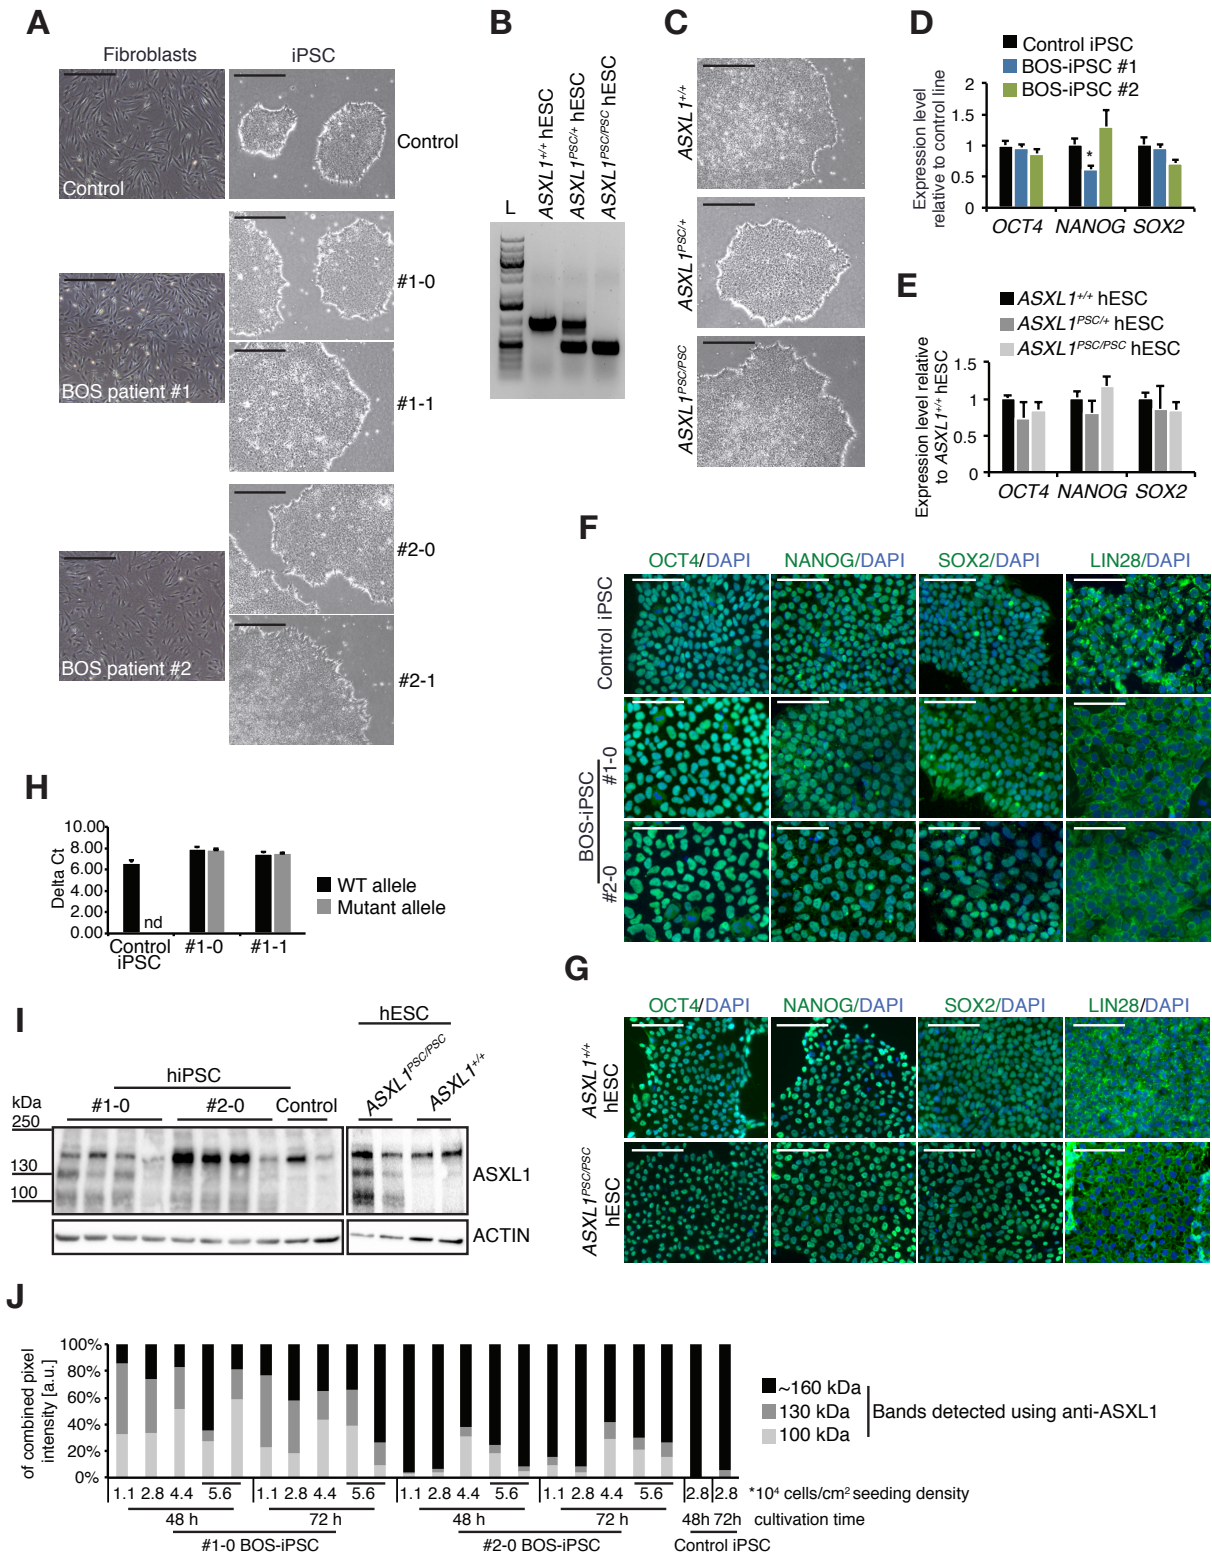 A
Fibroblasts
iPSC
Control
Control
BOS patient #1
#1-0
#1-1
BOS patient #2
#2-0
#2-1
B
L
ASXL1+/+ hESC
ASXL1PSC/+ hESC
ASXL1PSC/PSC hESC
C
ASXL1+/+
ASXL1PSC/+
ASXL1PSC/PSC
D
Control iPSC
BOS-iPSC #1
BOS-iPSC #2
Expression level
relative to control line
2
1.5
1
0.5
0
*
OCT4 NANOG SOX2
E
ASXL1+/+ hESC
ASXL1PSC/+ hESC
ASXL1PSC/PSC hESC
Expression level relative
to ASXL1+/+ hESC
1.5
1
0.5
0
OCT4 NANOG SOX2
F
OCT4/DAPI NANOG/DAPI SOX2/DAPI LIN28/DAPI
Control iPSC
BOS-iPSC
#1-0
#2-0
G
OCT4/DAPI NANOG/DAPI SOX2/DAPI LIN28/DAPI
ASXL1+/+
hESC
ASXL1PSC/PSC
hESC
H
Delta Ct
10.00
8.00
6.00
4.00
2.00
0.00
nd
Control
iPSC
#1-0
#1-1
WT allele
Mutant allele
I
hESC
ASXL1PSC/PSC
ASXL1+/+
hiPSC
#1-0 #2-0 Control
kDa
250
130
100
ASXL1
ACTIN
J
of combined pixel
intensity [a.u.]
100%
80%
60%
40%
20%
0%
~160 kDa
130 kDa
100 kDa
Bands detected using anti-ASXL1
1.1 2.8 4.4 5.6 1.1 2.8 4.4 5.6 1.1 2.8 4.4 5.6 1.1 2.8 4.4 5.6 2.8 2.8 *10⁴ cells/cm² seeding density
48 h 72 h 48 h 72 h 48h 72h cultivation time
#1-0 BOS-iPSC #2-0 BOS-iPSC Control iPSC